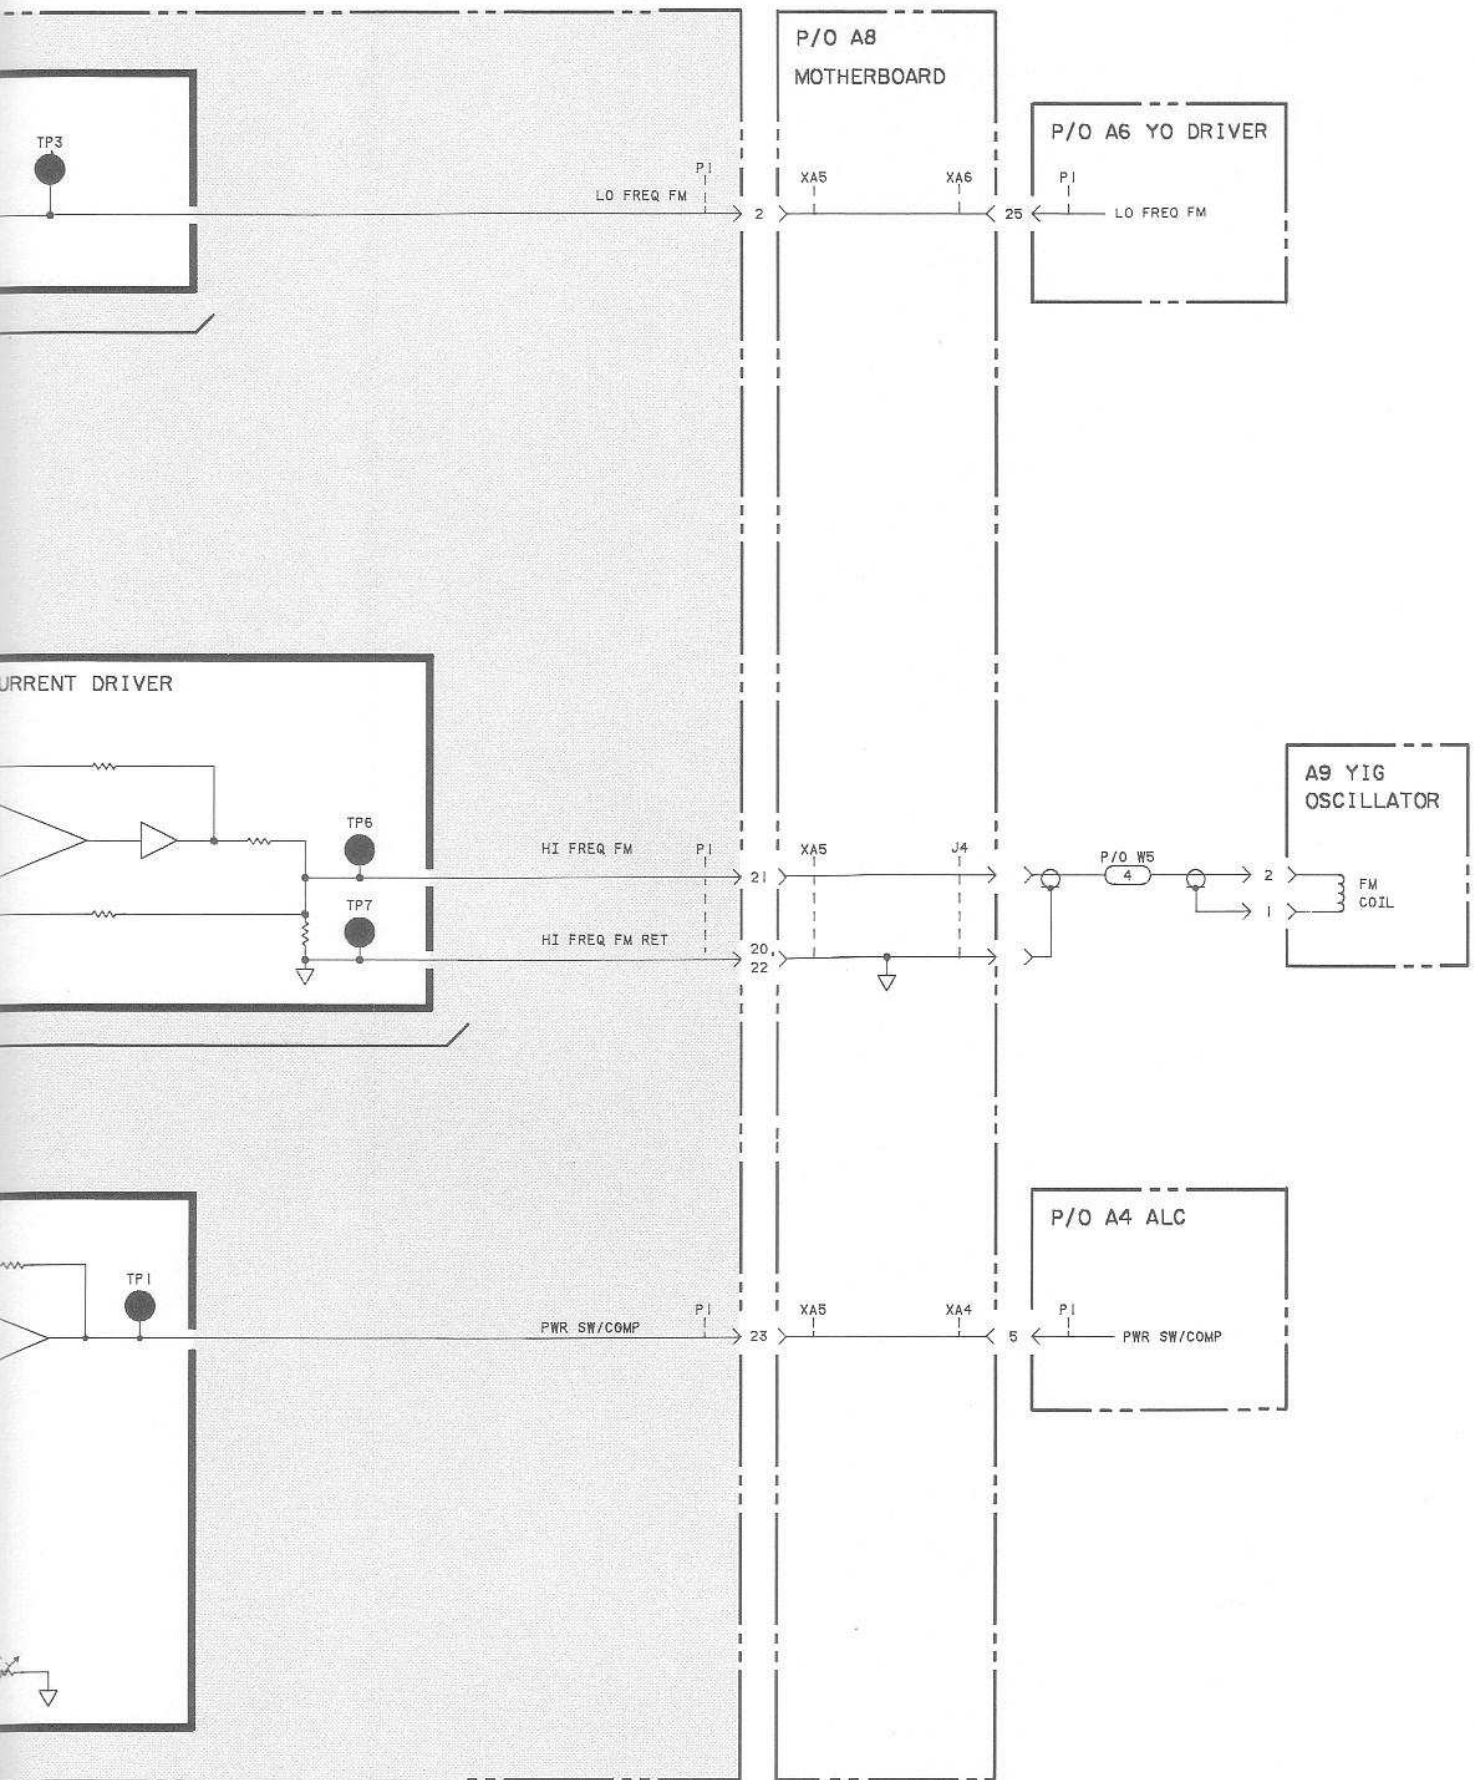 P/O A8
MOTHERBOARD
P/O A6 YO DRIVER
TP3
P1
XA5
XA6
P1
LO FREQ FM
2
25
LO FREQ FM
URRENT DRIVER
A9 YIG
OSCILLATOR
TP6
HI FREQ FM
P1
XA5
J4
P/O W5
21
4
2
FM
COIL
TP7
1
HI FREQ FM RET
20,
22
P/O A4 ALC
TP1
P1
XA5
XA4
P1
PWR SW/COMP
23
5
PWR SW/COMP